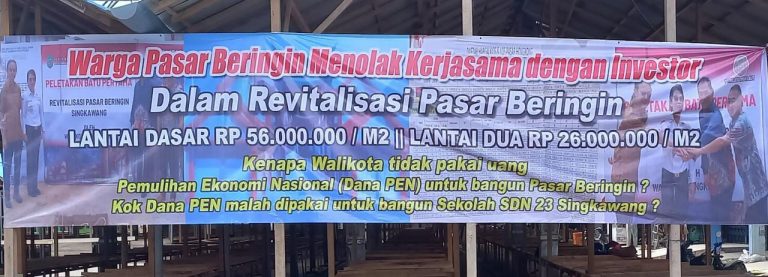 Warga Pasar Beringin Menolak Kerjasama dengan Investor
Dalam Revitalisasi Pasar Beringin
LANTAI DASAR RP 56.000.000 / M2 || LANTAI DUA RP 26.000.000 / M2
Kenapa Walikota tidak pakai uang
Pemulihan Ekonomi Nasional (Dana PEN) untuk bangun Pasar Beringin ?
Kok Dana PEN malah dipakai untuk bangun Sekolah SDN 23 Singkawang ?
PELETAKAN BATU PERTAMA
REVITALISASI PASAR BERINGIN
SINGKAWANG